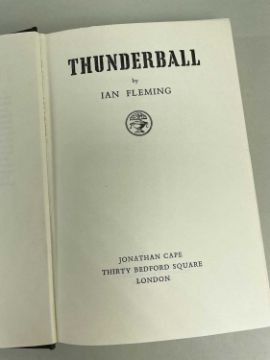 THUNDERBALL
by
IAN FLEMING
JONATHAN CAPE
THIRTY BEDFORD SQUARE
LONDON